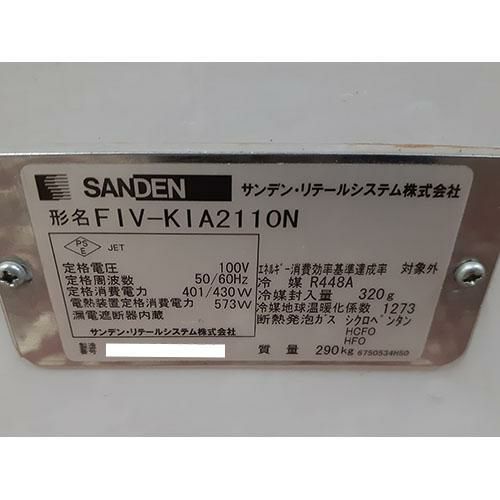 SANDEN サンデン・リテールシステム株式会社
形名 FIV-KIA2110N
PS E JET
定格電圧 100V
定格周波数 50/60Hz
定格消費電力 401/430W
電熱装置定格消費電力 573W
漏電遮断器内蔵
サンデン・リテールシステム株式会社
製造番号
エネルギー消費効率基準達成率 対象外
冷媒 R448A
冷媒封入量 320g
冷媒地球温暖化係数 1273
断熱発泡ガス シクロペンタン
HCFO
HFO
質量 290kg 6750534H50